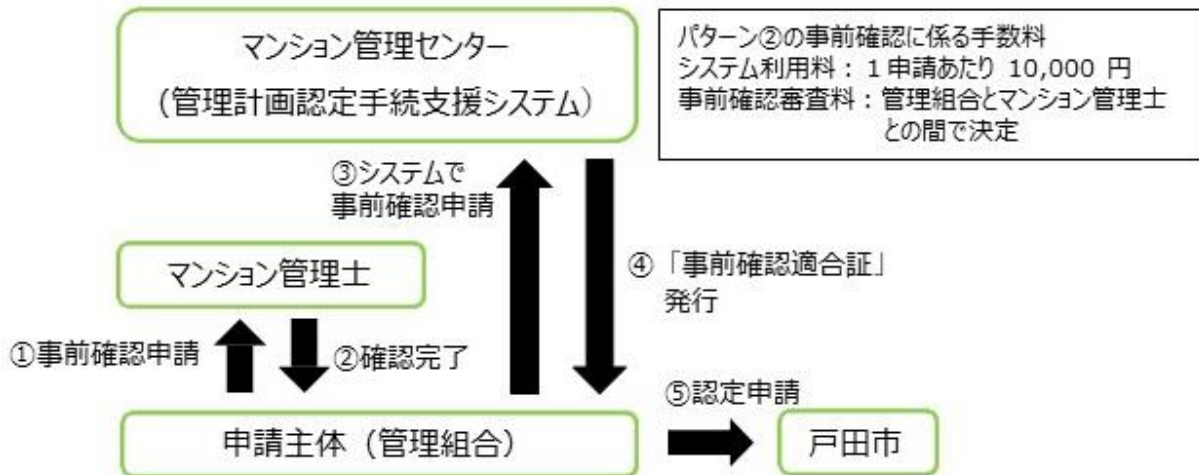 マンション管理センター
(管理計画認定手続支援システム)
パターン②の事前確認に係る手数料
システム利用料：１申請あたり 10,000 円
事前確認審査料：管理組合とマンション管理士
との間で決定
③システムで
事前確認申請
マンション管理士
④「事前確認適合証」
発行
①事前確認申請
②確認完了
⑤認定申請
申請主体（管理組合）
戸田市